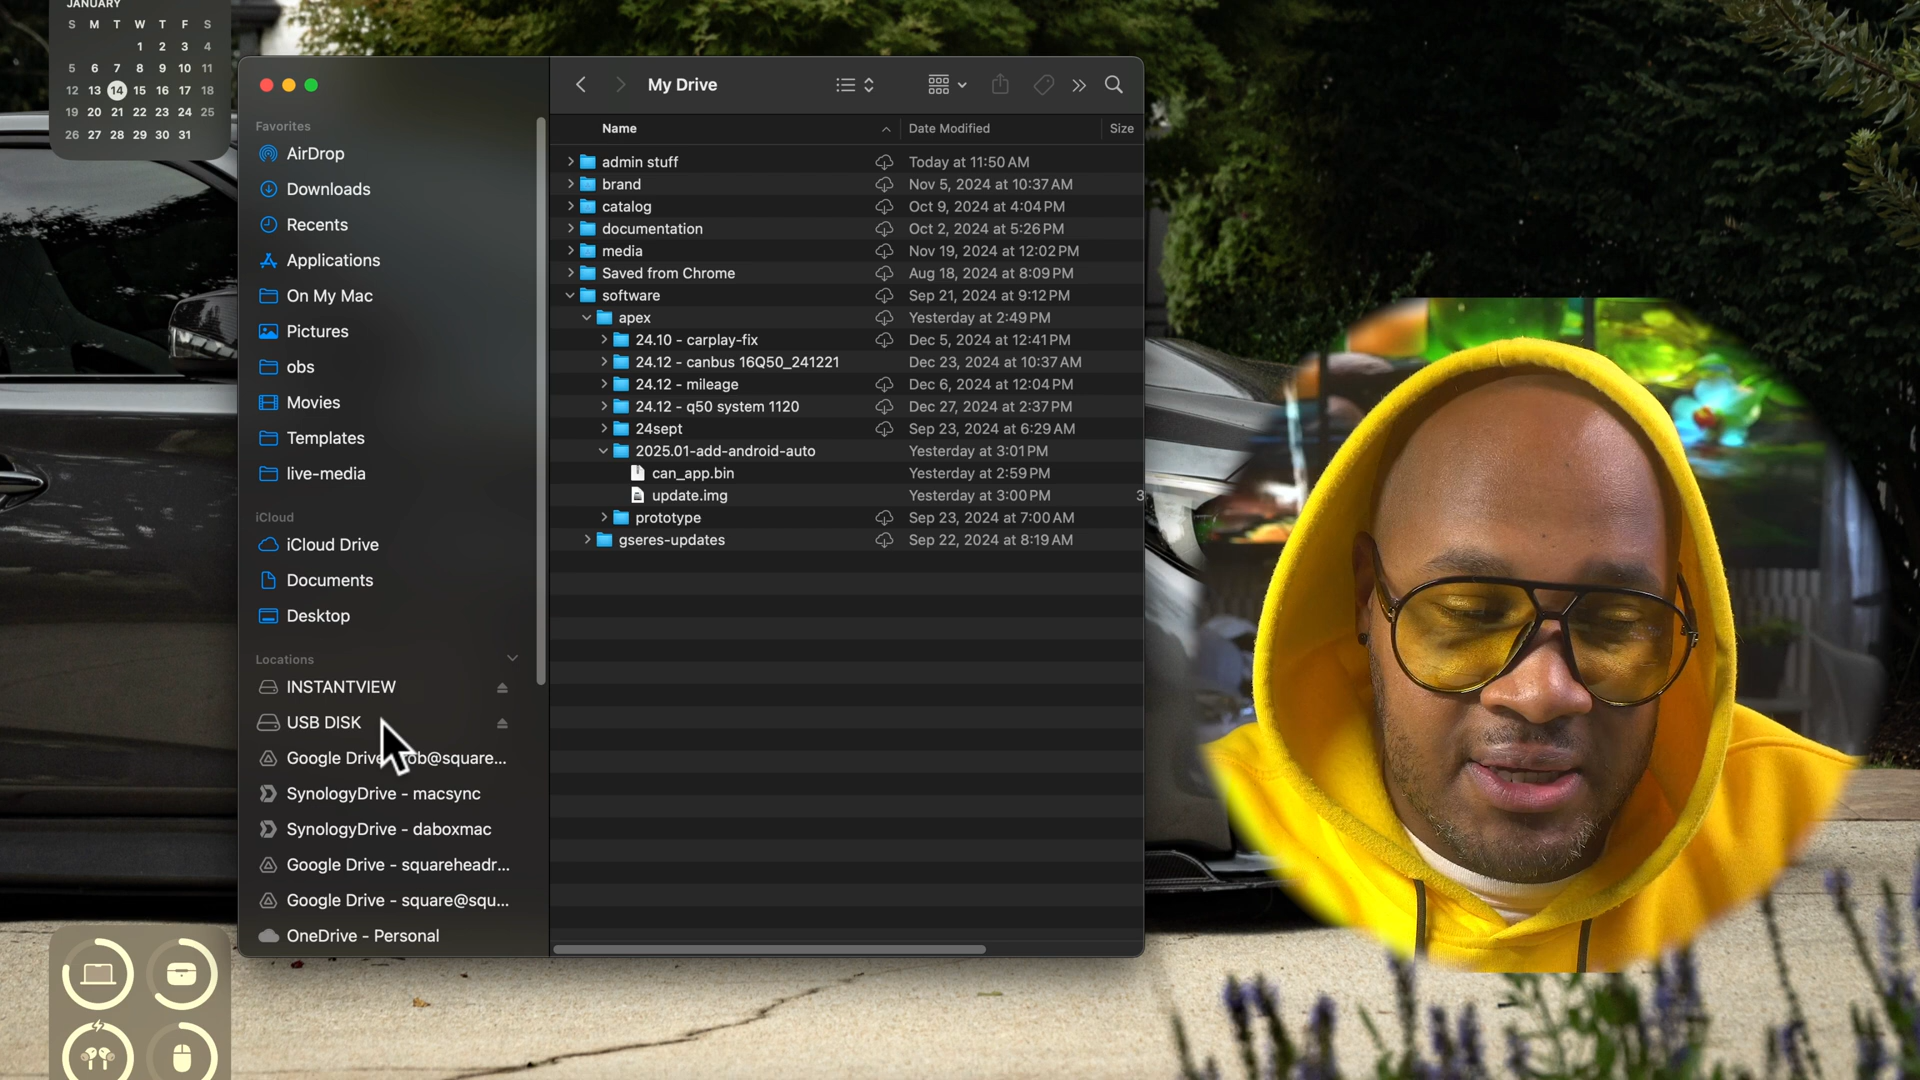 JANUARY
S M T W T F S
1 2 3 4
5 6 7 8 9 10 11
12 13 14 15 16 17 18
19 20 21 22 23 24 25
26 27 28 29 30 31
Favorites
AirDrop
Downloads
Recents
Applications
On My Mac
Pictures
obs
Movies
Templates
live-media
iCloud
iCloud Drive
Documents
Desktop
Locations
INSTANTVIEW
USB DISK
Google Drive ob@square...
SynologyDrive - macsync
SynologyDrive - daboxmac
Google Drive - squareheadr...
Google Drive - square@squ...
OneDrive - Personal
My Drive
Name Date Modified Size
admin stuff Today at 11:50 AM
brand Nov 5, 2024 at 10:37 AM
catalog Oct 9, 2024 at 4:04 PM
documentation Oct 2, 2024 at 5:26 PM
media Nov 19, 2024 at 12:02 PM
Saved from Chrome Aug 18, 2024 at 8:09 PM
software Sep 21, 2024 at 9:12 PM
apex Yesterday at 2:49 PM
24.10 - carplay-fix Dec 5, 2024 at 12:41 PM
24.12 - canbus 16Q50_241221 Dec 23, 2024 at 10:37 AM
24.12 - mileage Dec 6, 2024 at 12:04 PM
24.12 - q50 system 1120 Dec 27, 2024 at 2:37 PM
24sept Sep 23, 2024 at 6:29 AM
2025.01-add-android-auto Yesterday at 3:01 PM
can_app.bin Yesterday at 2:59 PM
update.img Yesterday at 3:00 PM 3
prototype Sep 23, 2024 at 7:00 AM
gseres-updates Sep 22, 2024 at 8:19 AM